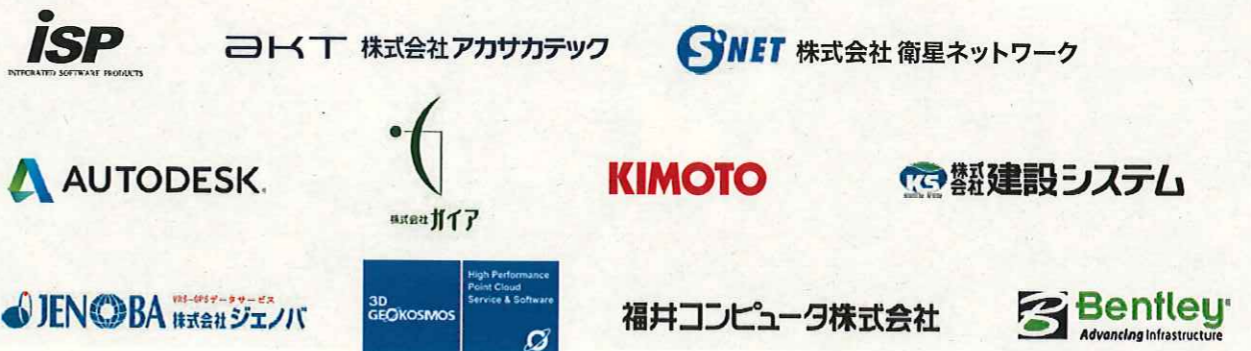 iSP
INTEGRATED SOFTWARE PRODUCTS
AKT 株式会社アカサカテック
S'NET 株式会社 衛星ネットワーク
AUTODESK.
株式会社ガイア
KIMOTO
KS 株式会社 建設システム
JENOBA
VRS-GPSデータサービス
株式会社ジェノバ
3D
GEOKOSMOS
High Performance
Point Cloud
Service & Software
福井コンピュータ株式会社
Bentley®
Advancing Infrastructure